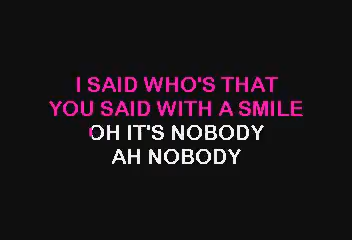 I SAID WHO'S THAT
YOU SAID WITH A SMILE
OH IT'S NOBODY
AH NOBODY